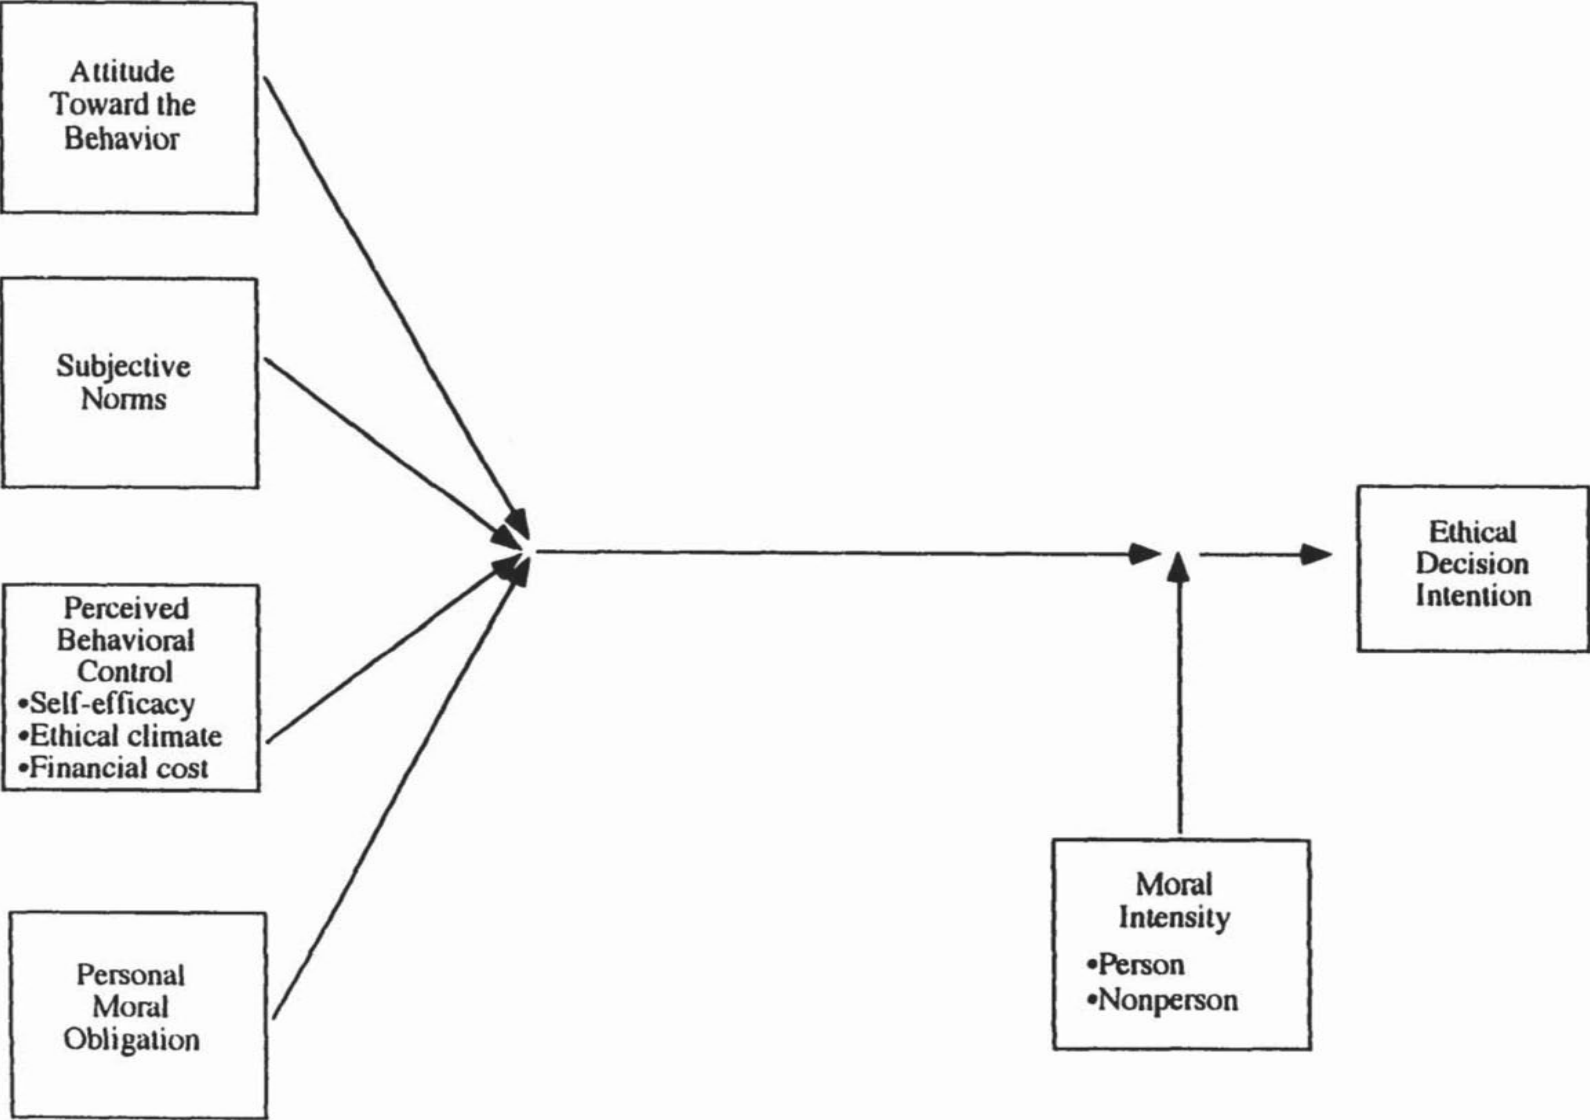 Attitude
Toward the
Behavior
Subjective
Norms
Perceived
Behavioral
Control
•Self-efficacy
•Ethical climate
•Financial cost
Personal
Moral
Obligation
Ethical
Decision
Intention
Moral
Intensity
•Person
•Nonperson